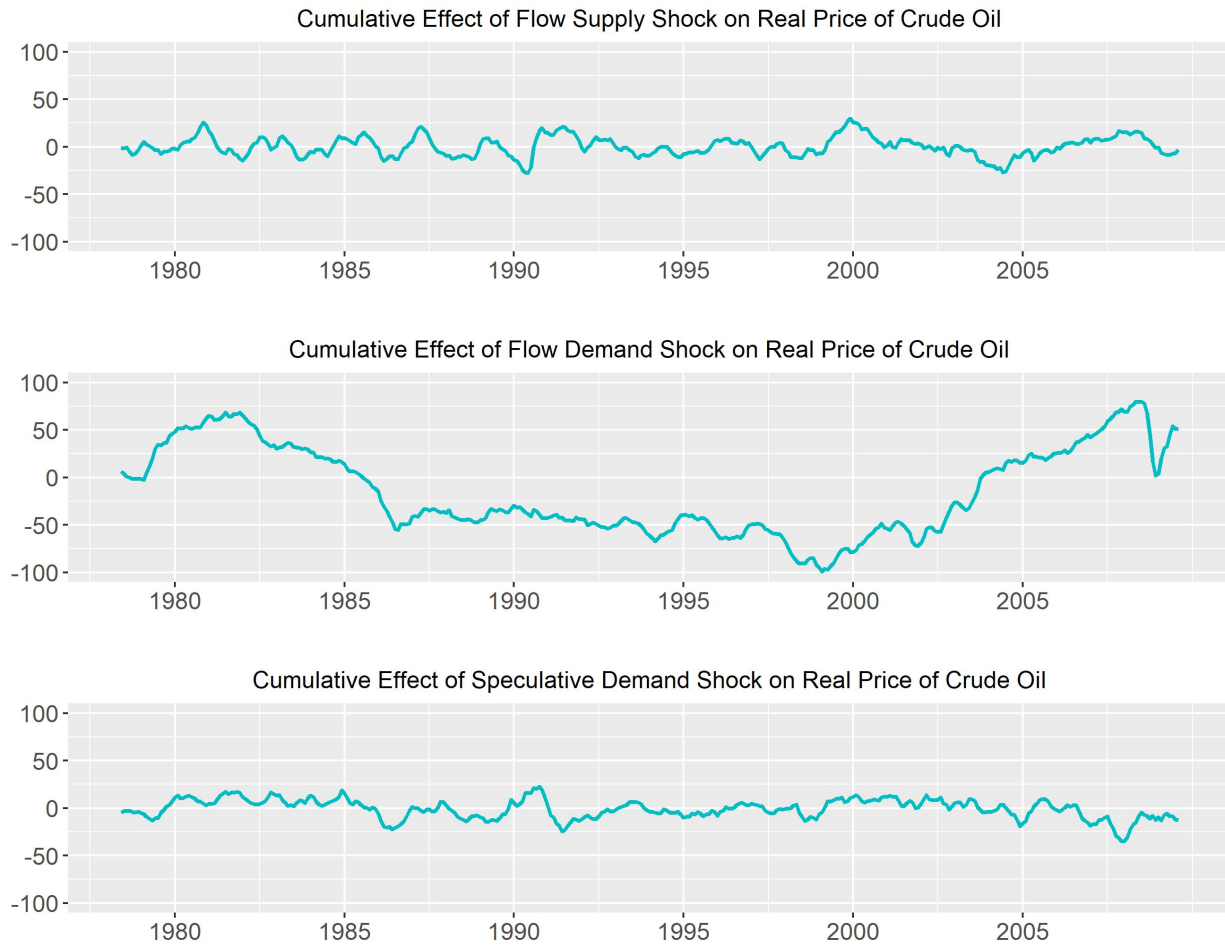 Cumulative Effect of Flow Supply Shock on Real Price of Crude Oil
100
50
0
-50
-100
1980 1985 1990 1995 2000 2005
Cumulative Effect of Flow Demand Shock on Real Price of Crude Oil
100
50
0
-50
-100
1980 1985 1990 1995 2000 2005
Cumulative Effect of Speculative Demand Shock on Real Price of Crude Oil
100
50
0
-50
-100
1980 1985 1990 1995 2000 2005